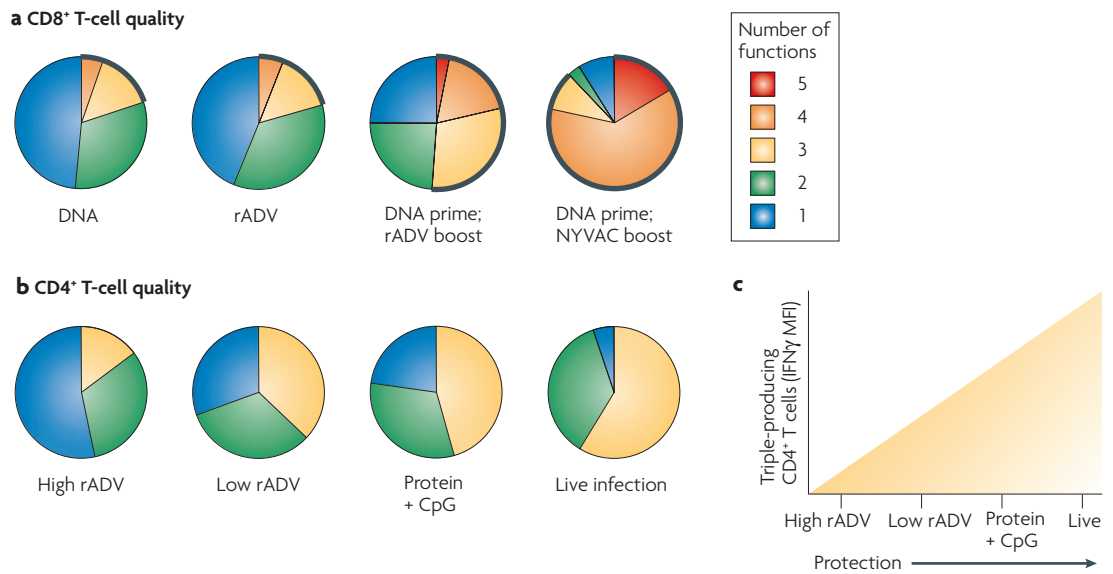 a CD8⁺ T-cell quality
DNA
rADV
DNA prime;
rADV boost
DNA prime;
NYVAC boost
Number of
functions
5
4
3
2
1
b CD4⁺ T-cell quality
High rADV
Low rADV
Protein
+ CpG
Live infection
c
Triple-producing
CD4⁺ T cells (IFNγ MFI)
High rADV
Low rADV
Protein
+ CpG
Live
Protection